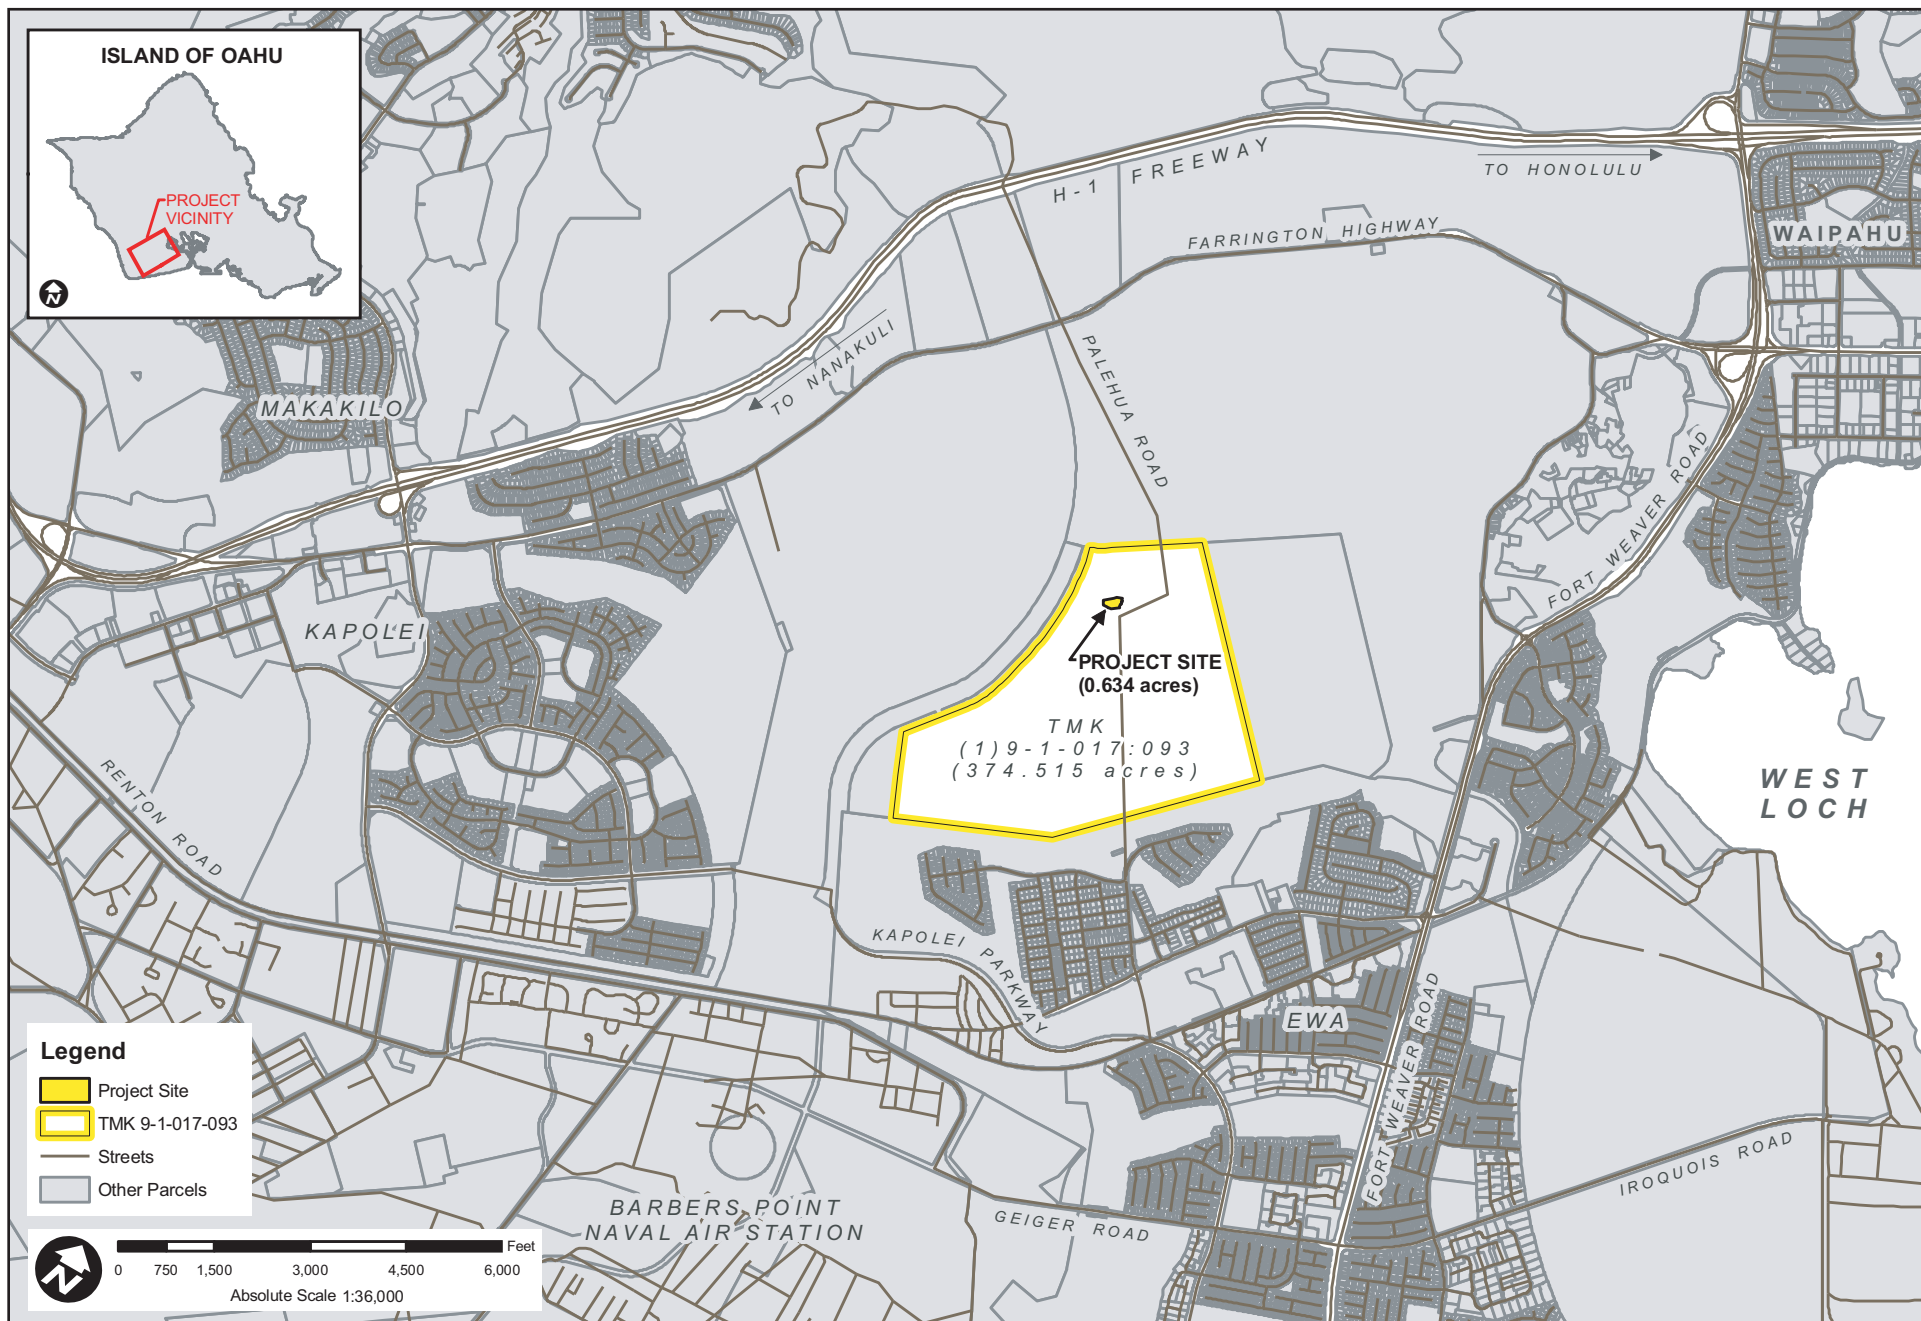 ISLAND OF OAHU
PROJECT
VICINITY
N
H-1 FREEWAY
TO HONOLULU
FARRINGTON HIGHWAY
WAIPAHU
TO NANAKULI
PALEHUA ROAD
MAKAKILO
FORT WEAVER ROAD
KAPOLEI
PROJECT SITE
(0.634 acres)
TMK
(1)9-1-017:093
(374.515 acres)
WEST
LOCH
RENTON ROAD
KAPOLEI PARKWAY
EWA
FORT WEAVER ROAD
IROQUOIS ROAD
BARBERS POINT
NAVAL AIR STATION
GEIGER ROAD
Legend
Project Site
TMK 9-1-017-093
Streets
Other Parcels
N
Feet
0 750 1,500 3,000 4,500 6,000
Absolute Scale 1:36,000